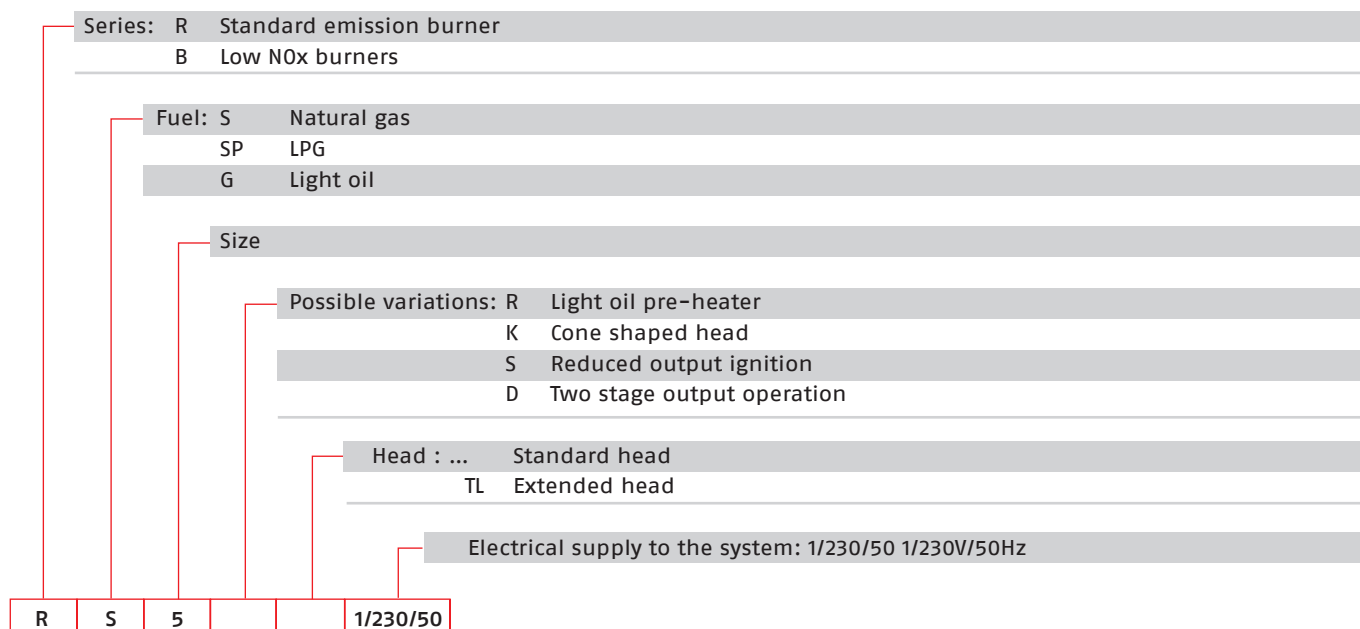 Series: R Standard emission burner
B Low N0x burners
Fuel: S Natural gas
SP LPG
G Light oil
Size
Possible variations: R Light oil pre-heater
K Cone shaped head
S Reduced output ignition
D Two stage output operation
Head : ... Standard head
TL Extended head
Electrical supply to the system: 1/230/50 1/230V/50Hz
R S 5 1/230/50